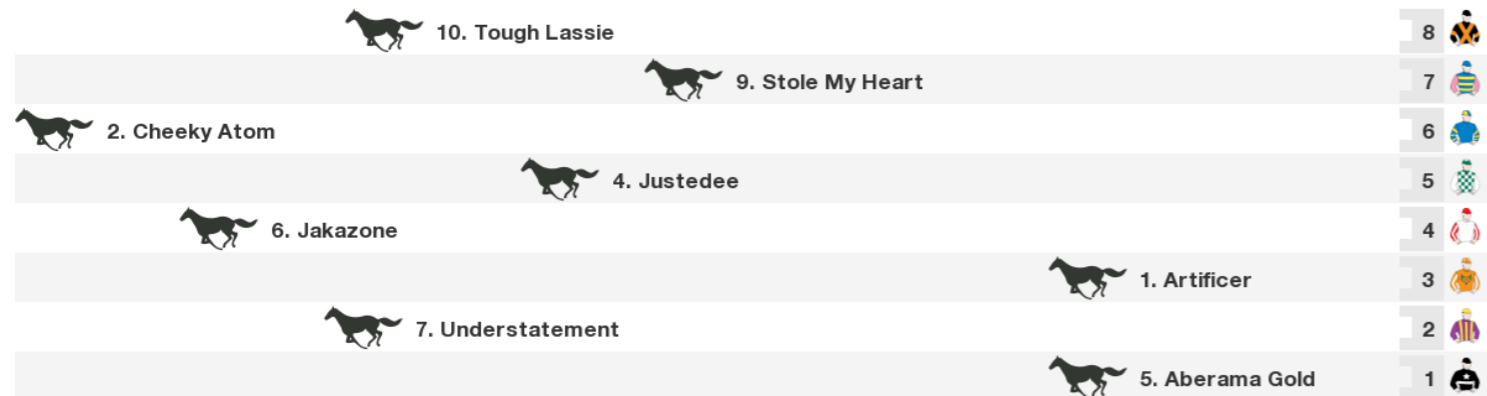 10. Tough Lassie 8
9. Stole My Heart 7
2. Cheeky Atom 6
4. Justedee 5
6. Jakazone 4
1. Artificer 3
7. Understatement 2
5. Aberama Gold 1